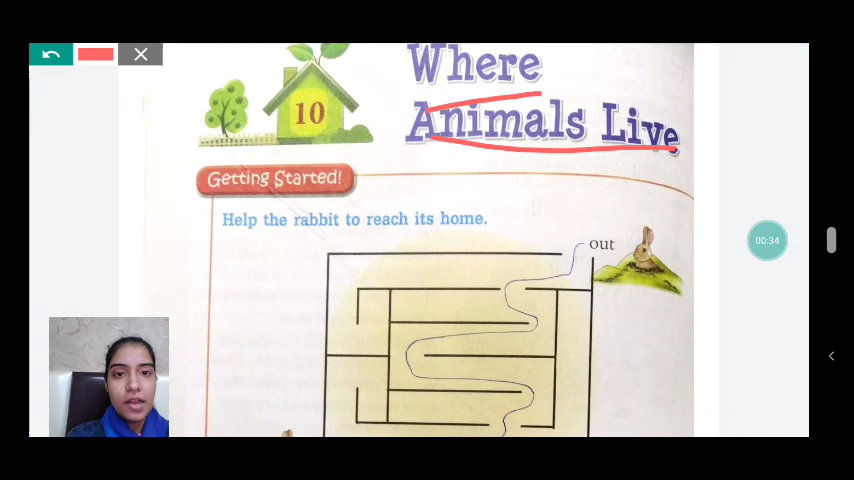 Where
10
Animals Live
Getting Started!
Help the rabbit to reach its home.
out
00:34